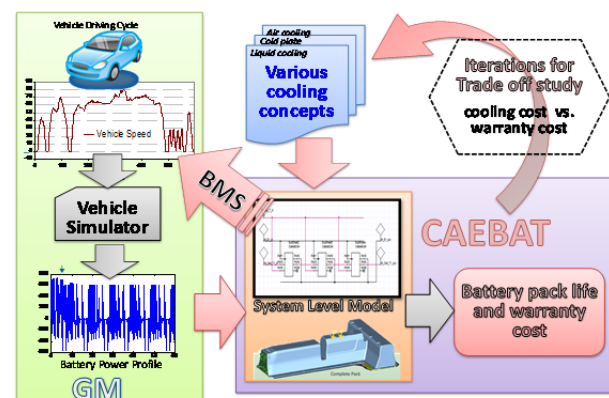 Vehicle Driving Cycle
Vehicle Speed
Vehicle
Simulator
Battery Power Profile
GM
Air cooling
Cold plate
Liquid cooling
Various
cooling
concepts
BMS
Iterations for
Trade off study
cooling cost vs.
warranty cost
CAEBAT
System Level Model
Complete Pack
Battery pack life
and warranty
cost